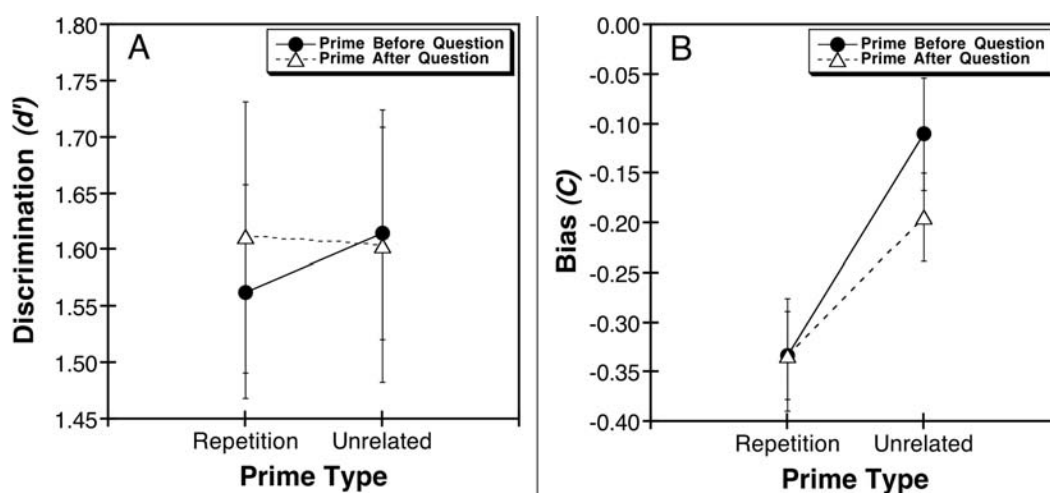 A
Prime Before Question
Prime After Question
Discrimination (d')
1.80
1.75
1.70
1.65
1.60
1.55
1.50
1.45
Repetition Unrelated
Prime Type
B
Prime Before Question
Prime After Question
Bias (C)
0.00
-0.05
-0.10
-0.15
-0.20
-0.25
-0.30
-0.35
-0.40
Repetition Unrelated
Prime Type